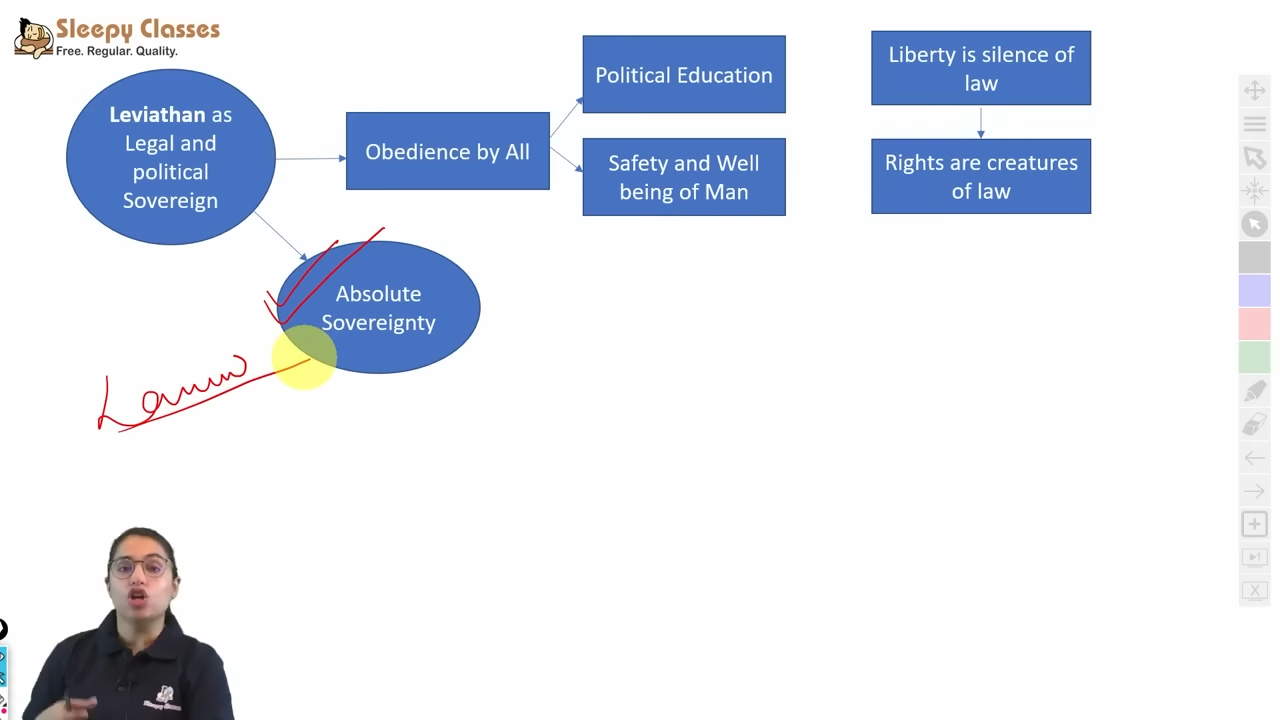 Sleepy Classes
Free. Regular. Quality.
Leviathan as
Legal and
political
Sovereign
Obedience by All
Political Education
Safety and Well
being of Man
Liberty is silence of
law
Rights are creatures
of law
Absolute
Sovereignty